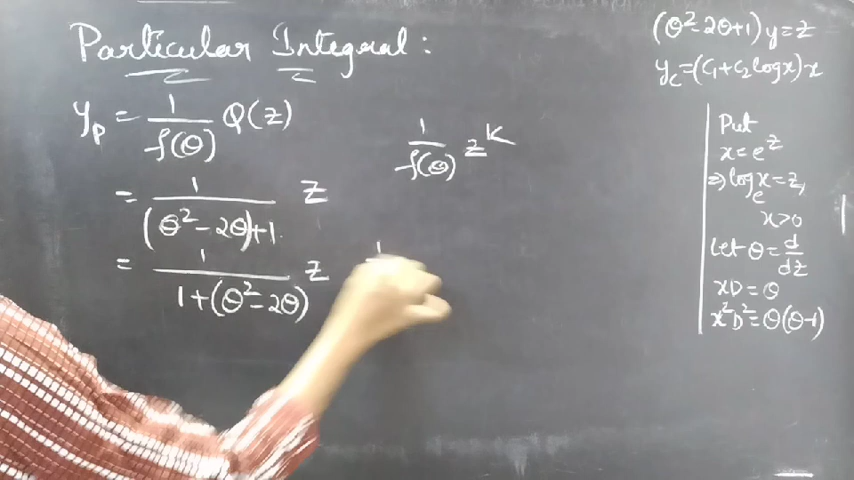 Particular Integral:
y_p = 1/f(θ) Q(z)
= 1/((θ²-2θ)+1) z
= 1/(1+(θ²-2θ)) z
1/f(θ) z^K
(θ²-2θ+1)y=z
y_c=(c₁+c₂logx)x
Put
x=e^z
⇒ log_e x=z,
x>0
let θ=d/dz
xD=θ
x²D²=θ(θ-1)